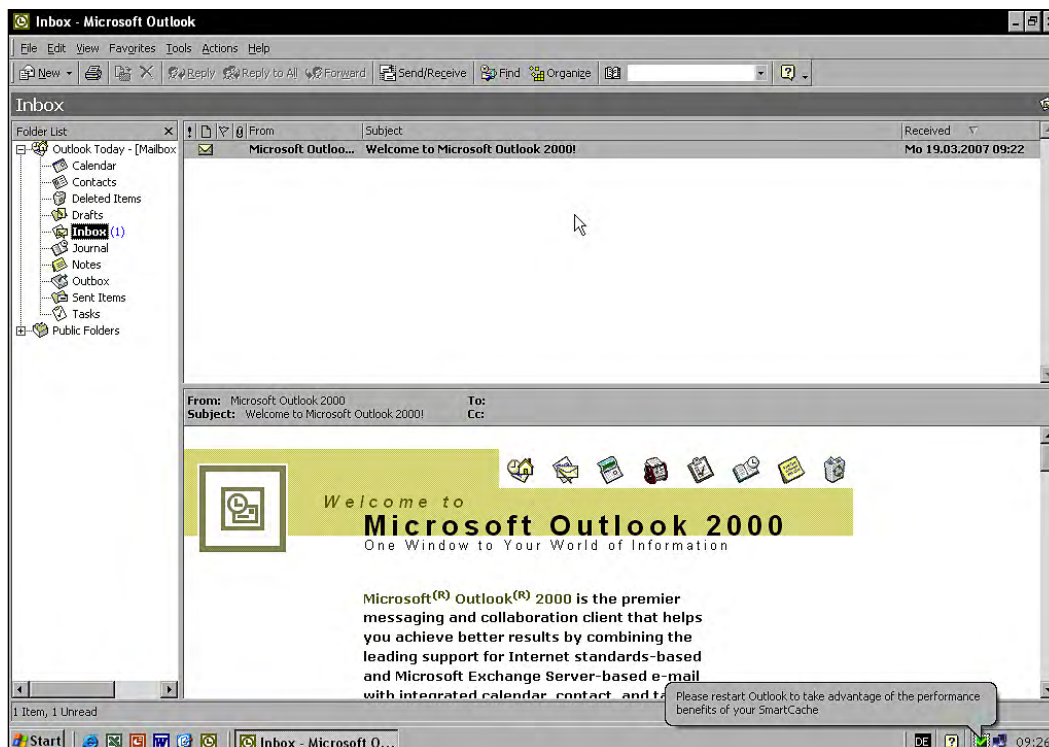 Inbox - Microsoft Outlook
File Edit View Favorites Tools Actions Help
New Reply Reply to All Forward Send/Receive Find Organize
Inbox
Folder List
! From Subject Received
Outlook Today - [Mailbox
Microsoft Outloo... Welcome to Microsoft Outlook 2000! Mo 19.03.2007 09:22
Calendar
Contacts
Deleted Items
Drafts
Inbox (1)
Journal
Notes
Outbox
Sent Items
Tasks
Public Folders
From: Microsoft Outlook 2000 To:
Subject: Welcome to Microsoft Outlook 2000! Cc:
Welcome to
Microsoft Outlook 2000
One Window to Your World of Information
Microsoft(R) Outlook(R) 2000 is the premier
messaging and collaboration client that helps
you achieve better results by combining the
leading support for Internet standards-based
and Microsoft Exchange Server-based e-mail
with integrated calendar, contact, and
Please restart Outlook to take advantage of the performance
benefits of your SmartCache
1 Item, 1 Unread
Start Inbox - Microsoft O... DE ? 09:26